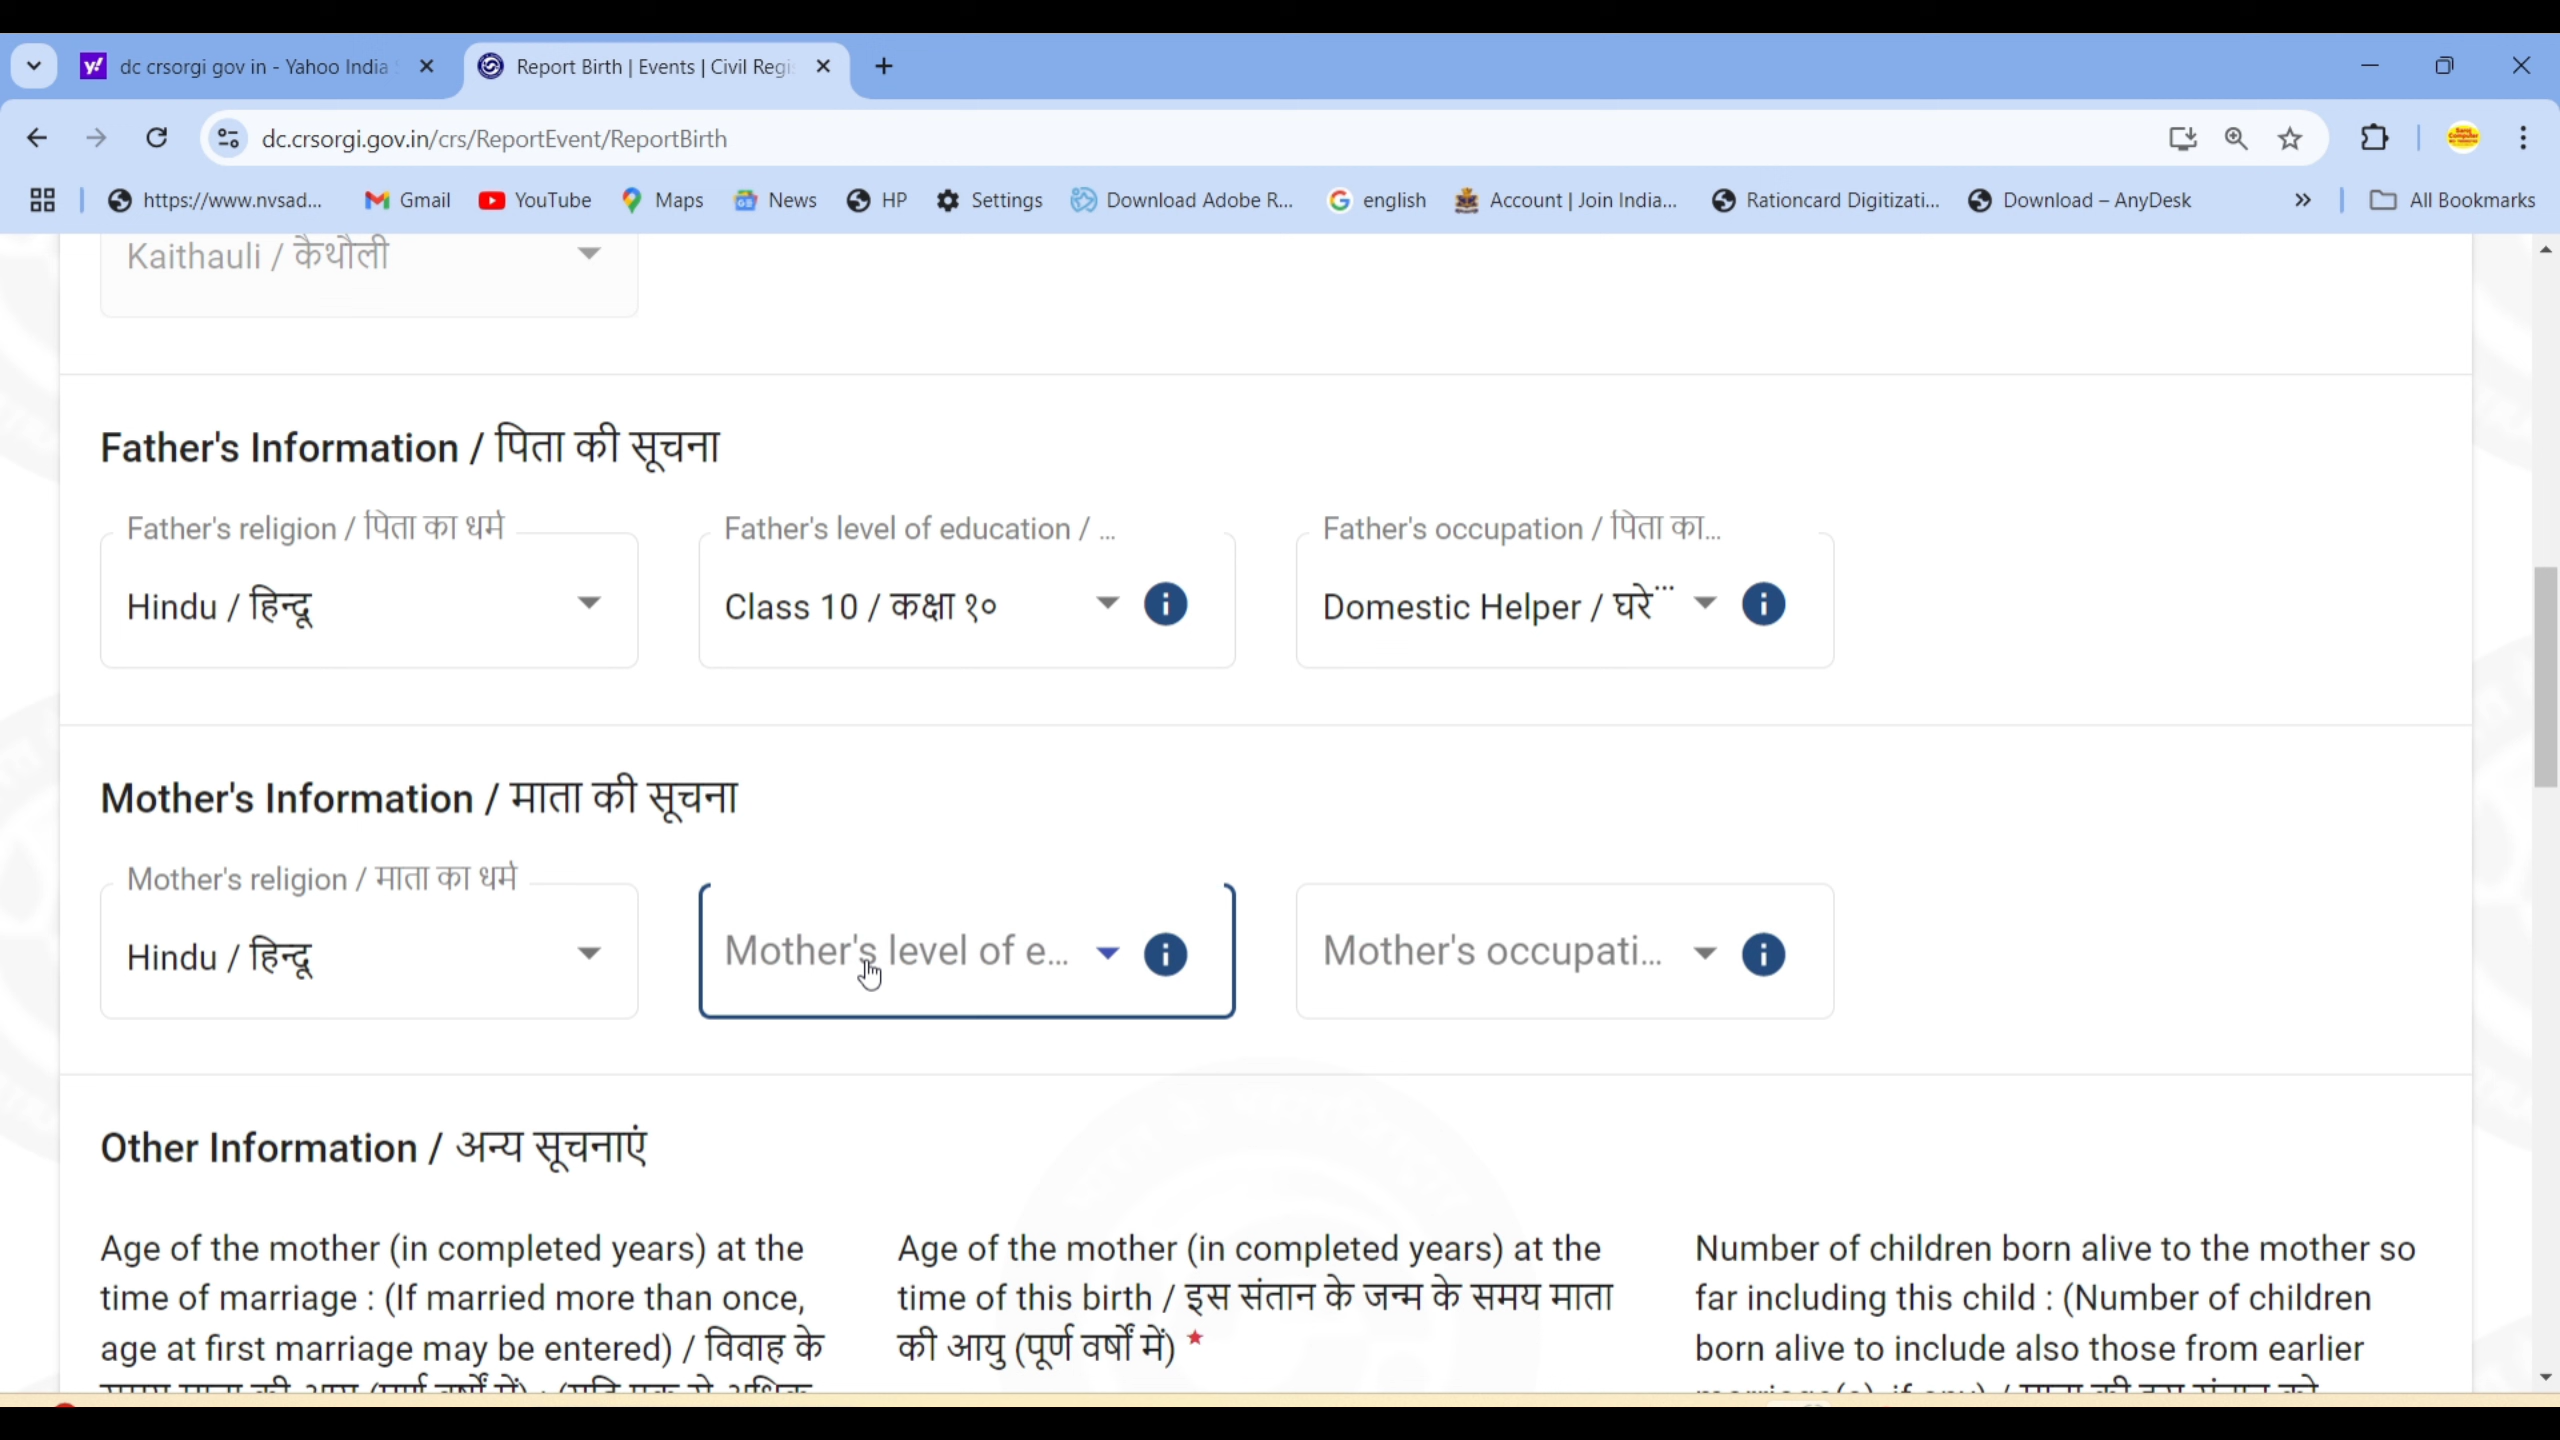 dc crsorgi gov in - Yahoo India
Report Birth | Events | Civil Regi
dc.crsorgi.gov.in/crs/ReportEvent/ReportBirth
https://www.nvsad... Gmail YouTube Maps News HP Settings Download Adobe R... english Account | Join India... Rationcard Digitizati... Download – AnyDesk » All Bookmarks
Kaithauli / कैथौली
Father's Information / पिता की सूचना
Father's religion / पिता का धर्म Father's level of education / ... Father's occupation / पिता का...
Hindu / हिन्दू Class 10 / कक्षा १० Domestic Helper / घरे...
Mother's Information / माता की सूचना
Mother's religion / माता का धर्म
Hindu / हिन्दू Mother's level of e... Mother's occupati...
Other Information / अन्य सूचनाएं
Age of the mother (in completed years) at the
time of marriage : (If married more than once,
age at first marriage may be entered) / विवाह के
Age of the mother (in completed years) at the
time of this birth / इस संतान के जन्म के समय माता
की आयु (पूर्ण वर्षों में) *
Number of children born alive to the mother so
far including this child : (Number of children
born alive to include also those from earlier